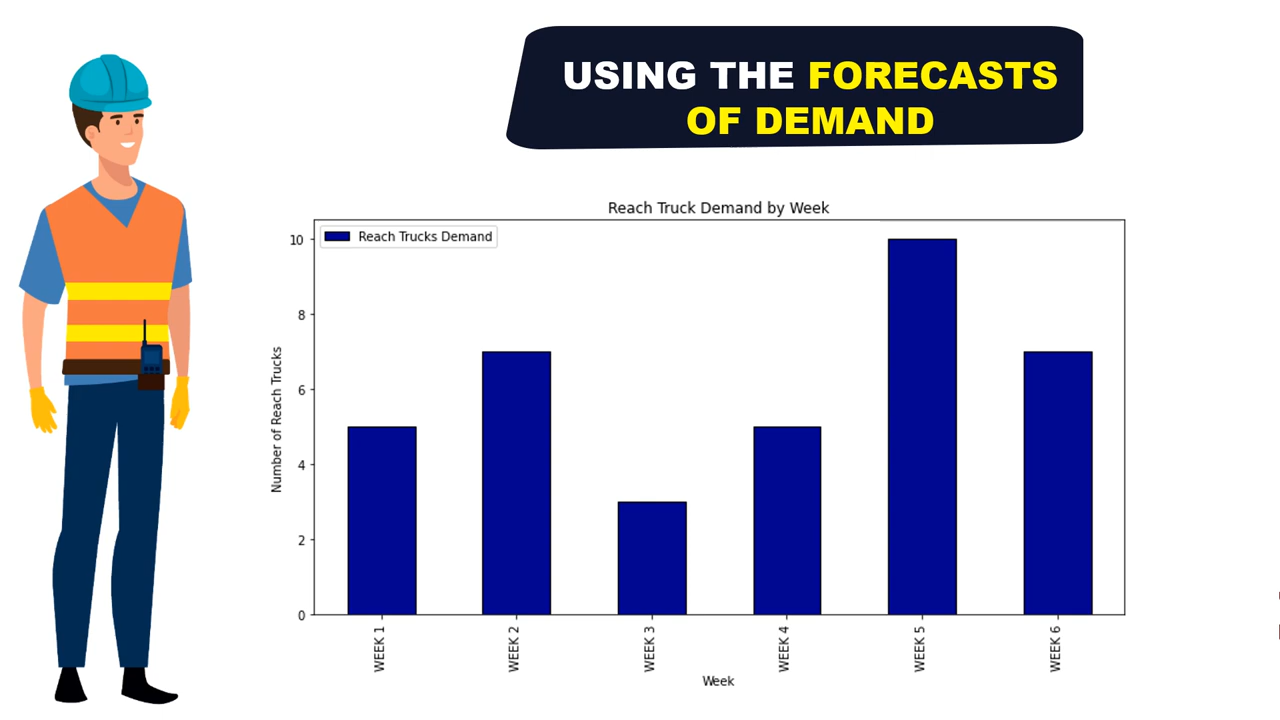 USING THE FORECASTS
OF DEMAND
Reach Truck Demand by Week
Reach Trucks Demand
Number of Reach Trucks
10
8
6
4
2
0
WEEK 1
WEEK 2
WEEK 3
WEEK 4
WEEK 5
WEEK 6
Week